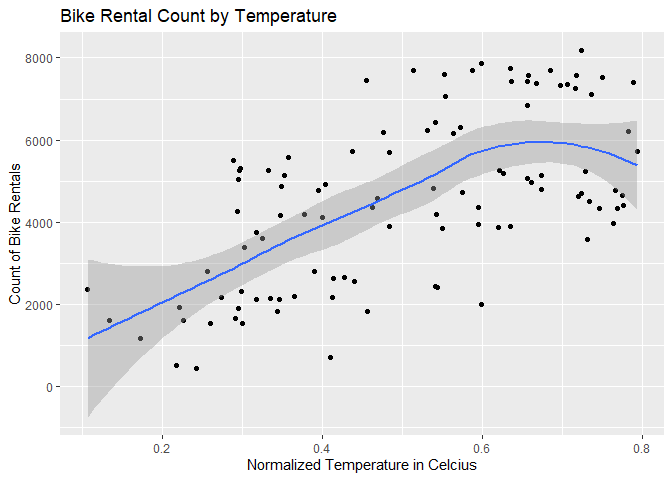 Bike Rental Count by Temperature
Count of Bike Rentals
8000
6000
4000
2000
0
0.2 0.4 0.6 0.8
Normalized Temperature in Celcius